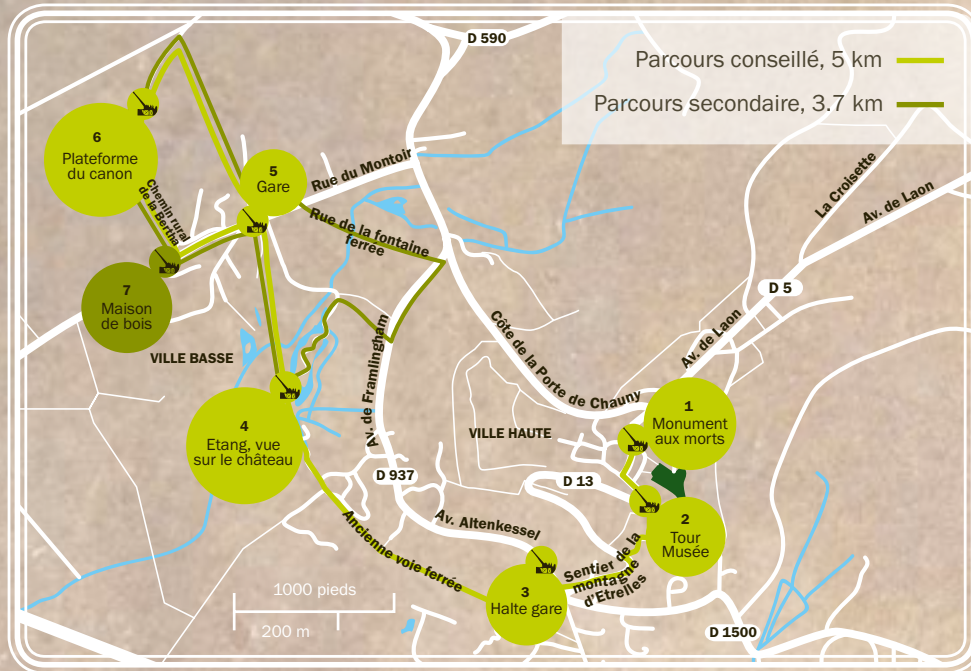 D 590
Parcours conseillé, 5 km
Parcours secondaire, 3.7 km
6
Plateforme
du canon
5
Gare
Rue du Montoir
Chemin rural
de la Bertha
Rue de la fontaine
ferrée
La Croisette
Av. de Laon
7
Maison
de bois
D 5
VILLE BASSE
Av. de Framlingham
Côte de la Porte de Chauny
Av. de Laon
4
Etang, vue
sur le château
VILLE HAUTE
1
Monument
aux morts
D 937
D 13
2
Tour
Musée
Av. Altenkessel
Ancienne voie ferrée
Sentier de la
montagne
d'Etrelles
3
Halte gare
1000 pieds
200 m
D 1500